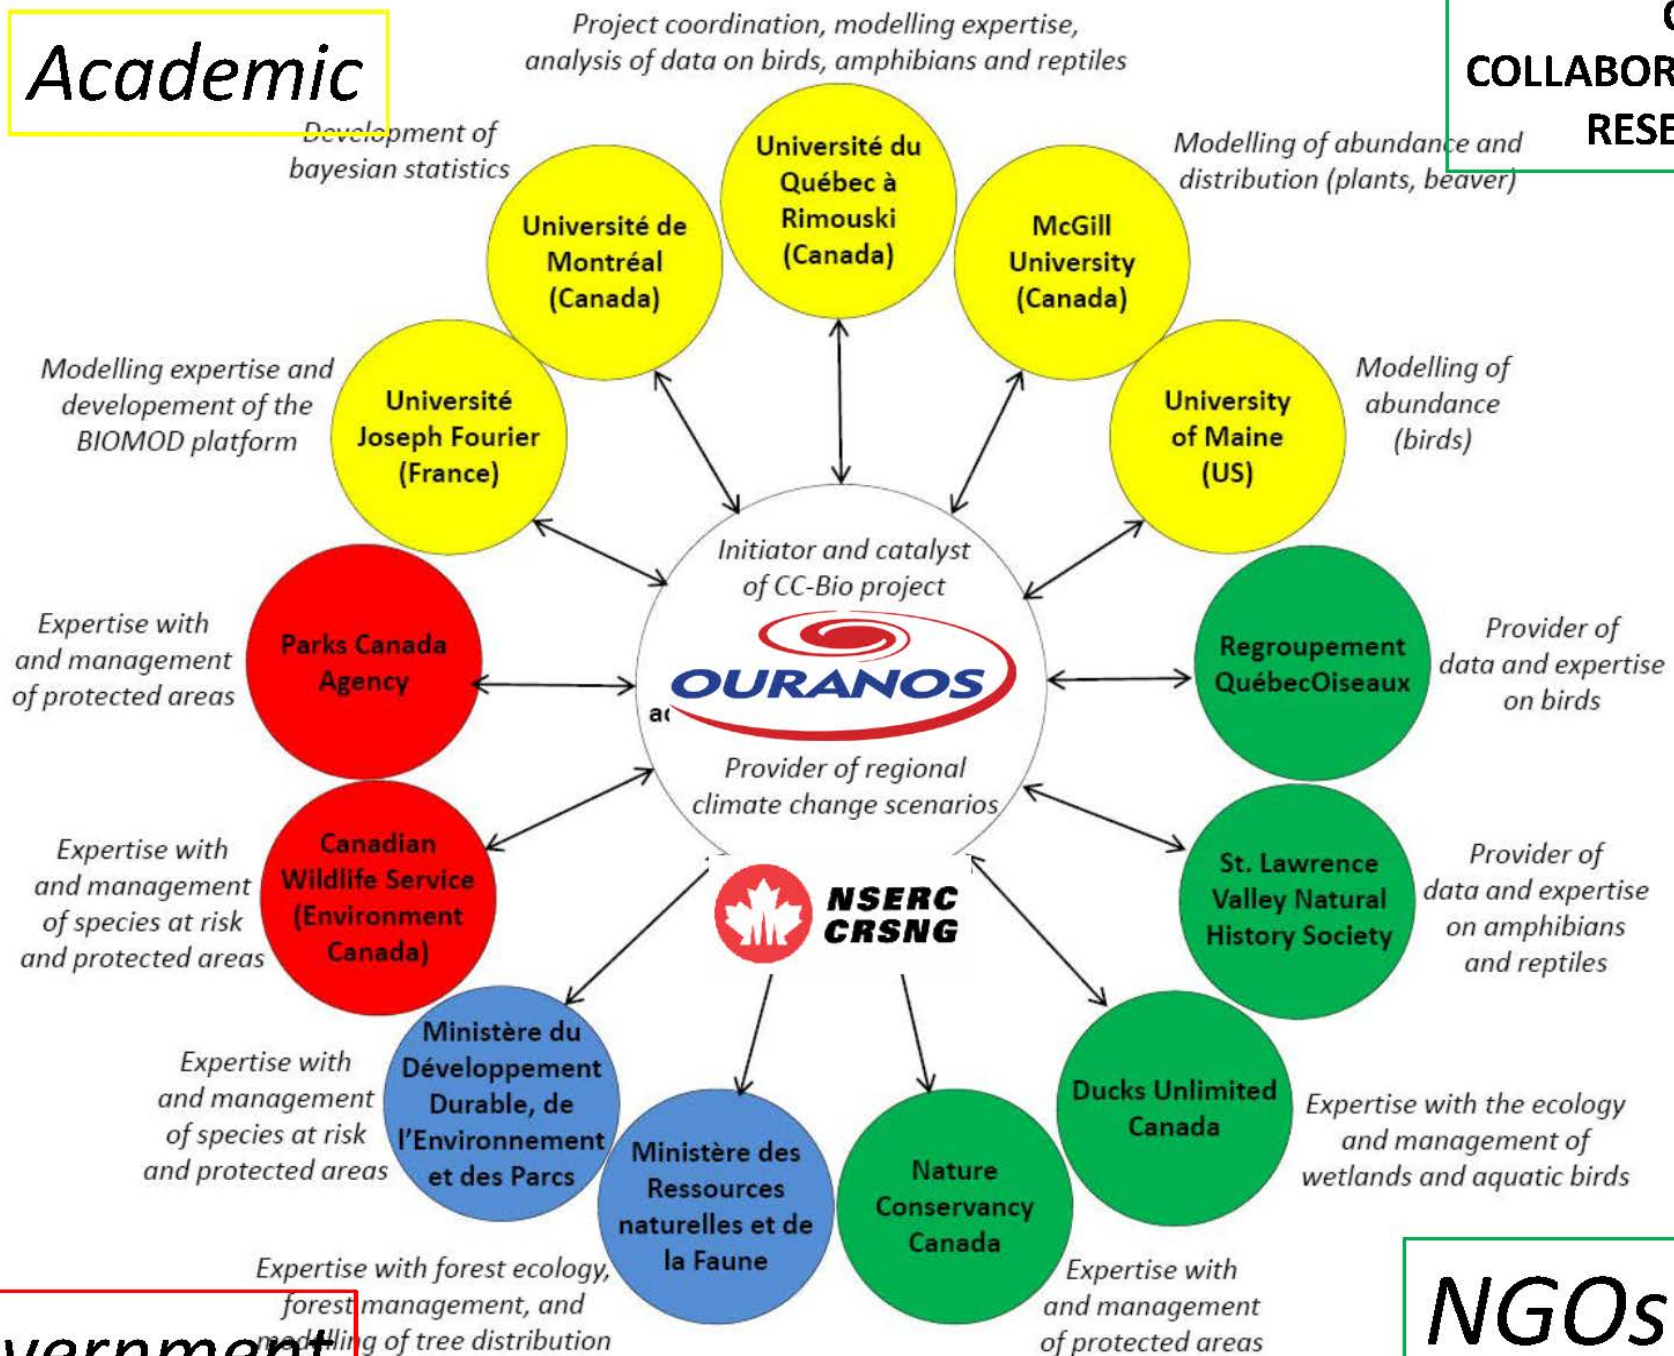 Academic
COLLABOR
RESE
Project coordination, modelling expertise,
analysis of data on birds, amphibians and reptiles
Development of
bayesian statistics
Université de
Montréal
(Canada)
Université du
Québec à
Rimouski
(Canada)
McGill
University
(Canada)
Modelling of abundance and
distribution (plants, beaver)
Modelling expertise and
developement of the
BIOMOD platform
Université
Joseph Fourier
(France)
University
of Maine
(US)
Modelling of
abundance
(birds)
Initiator and catalyst
of CC-Bio project
OURANOS
Provider of regional
climate change scenarios
NSERC
CRSNG
Expertise with
and management
of protected areas
Parks Canada
Agency
Regroupement
QuébecOiseaux
Provider of
data and expertise
on birds
Expertise with
and management
of species at risk
and protected areas
Canadian
Wildlife Service
(Environment
Canada)
St. Lawrence
Valley Natural
History Society
Provider of
data and expertise
on amphibians
and reptiles
Expertise with
and management
of species at risk
and protected areas
Ministère du
Développement
Durable, de
l'Environnement
et des Parcs
Ducks Unlimited
Canada
Expertise with the ecology
and management of
wetlands and aquatic birds
Ministère des
Ressources
naturelles et de
la Faune
Nature
Conservancy
Canada
Expertise with forest ecology,
forest management, and
modelling of tree distribution
Expertise with
and management
of protected areas
vernment
NGOs